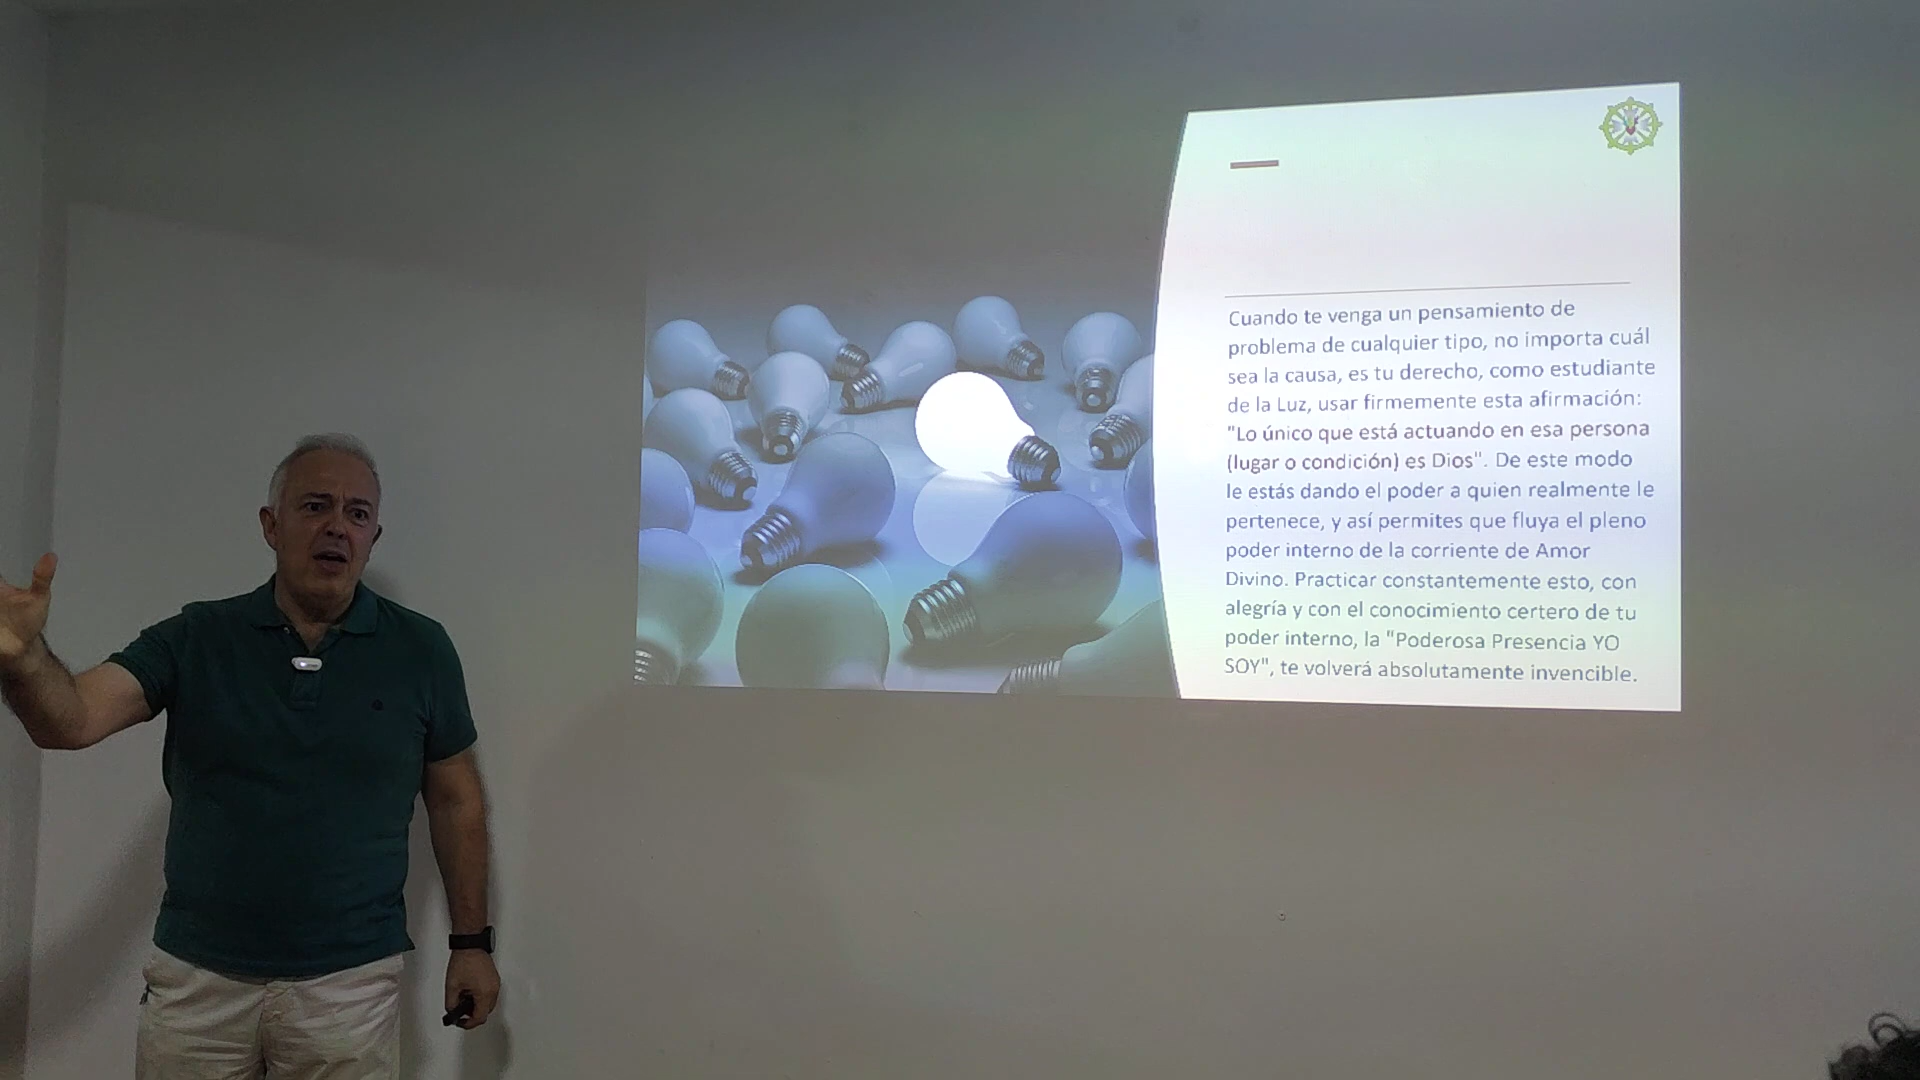 Cuando te venga un pensamiento de
problema de cualquier tipo, no importa cuál
sea la causa, es tu derecho, como estudiante
de la Luz, usar firmemente esta afirmación:
"Lo único que está actuando en esa persona
(lugar o condición) es Dios". De este modo
le estás dando el poder a quien realmente le
pertenece, y así permites que fluya el pleno
poder interno de la corriente de Amor
Divino. Practicar constantemente esto, con
alegría y con el conocimiento certero de tu
poder interno, la "Poderosa Presencia YO
SOY", te volverá absolutamente invencible.